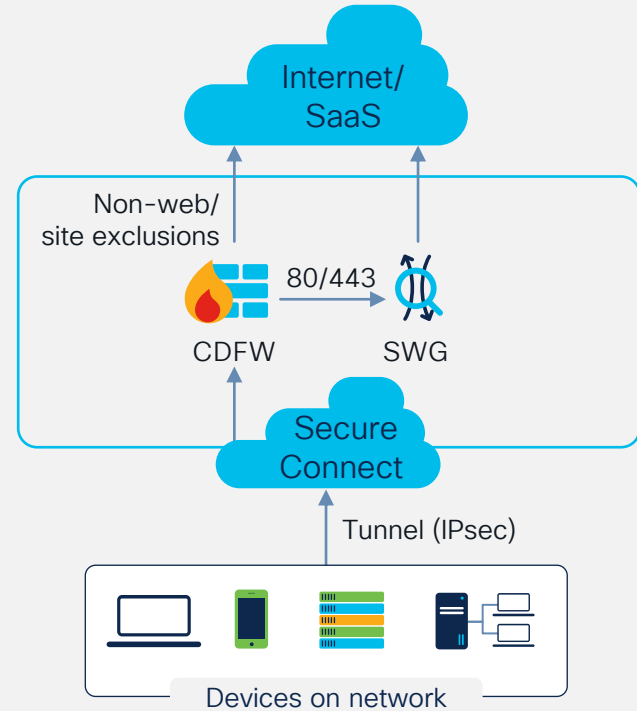 Internet/
SaaS
Non-web/
site exclusions
80/443
CDFW
SWG
Secure
Connect
Tunnel (IPsec)
Devices on network